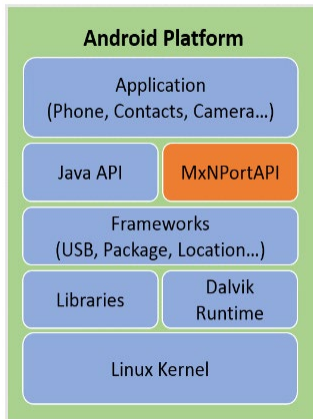 Android Platform
Application
(Phone, Contacts, Camera...)
Java API
MxNPortAPI
Frameworks
(USB, Package, Location...)
Libraries
Dalvik
Runtime
Linux Kernel